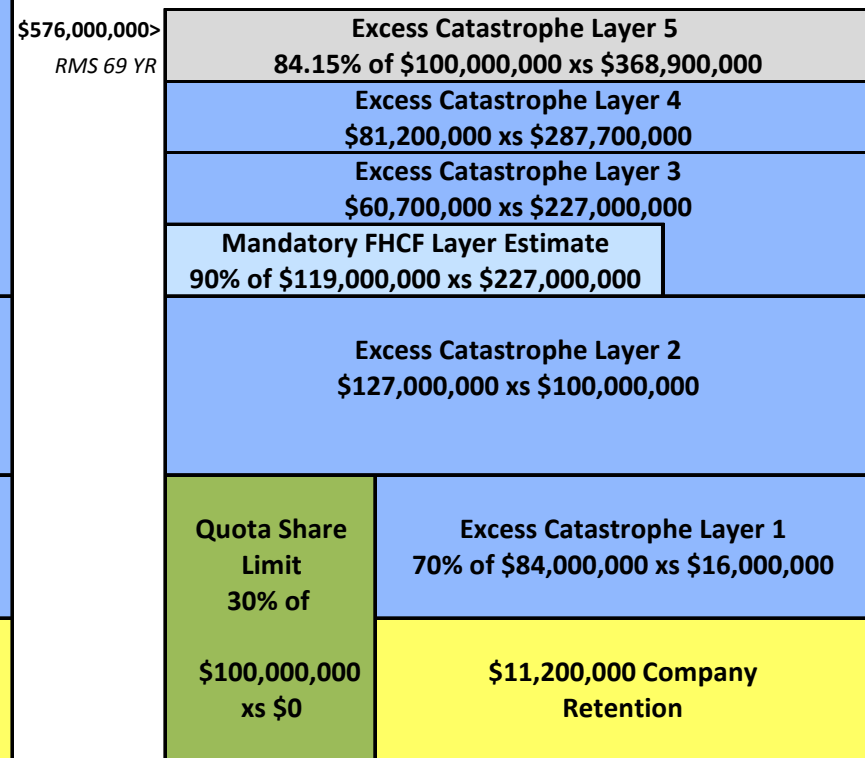 $576,000,000>
RMS 69 YR
Excess Catastrophe Layer 5
84.15% of $100,000,000 xs $368,900,000
Excess Catastrophe Layer 4
$81,200,000 xs $287,700,000
Excess Catastrophe Layer 3
$60,700,000 xs $227,000,000
Mandatory FHCF Layer Estimate
90% of $119,000,000 xs $227,000,000
Excess Catastrophe Layer 2
$127,000,000 xs $100,000,000
Quota Share
Limit
30% of
$100,000,000
xs $0
Excess Catastrophe Layer 1
70% of $84,000,000 xs $16,000,000
$11,200,000 Company
Retention